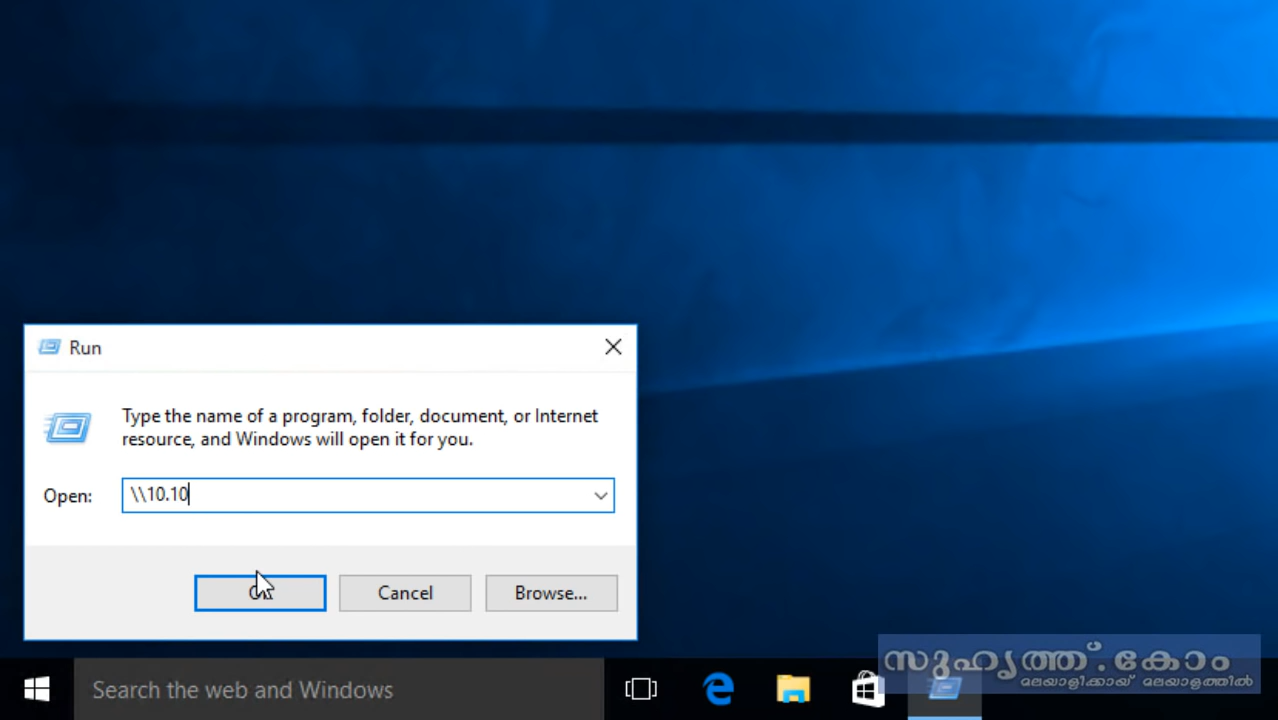 Run
Type the name of a program, folder, document, or Internet
resource, and Windows will open it for you.
Open:
\\10.10
Cancel
Browse...
സുഹൃത്ത്.കോം
മലയാളിക്കായ് മലയാളത്തിൽ
Search the web and Windows